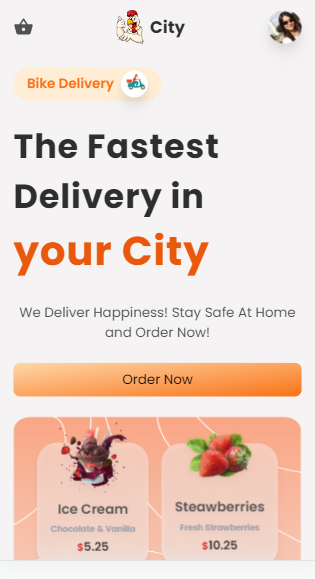 City
Bike Delivery
The Fastest
Delivery in
your City
We Deliver Happiness! Stay Safe At Home
and Order Now!
Order Now
Ice Cream
Chocolate & Vanilla
$5.25
Steawberries
Fresh Strawberries
$10.25